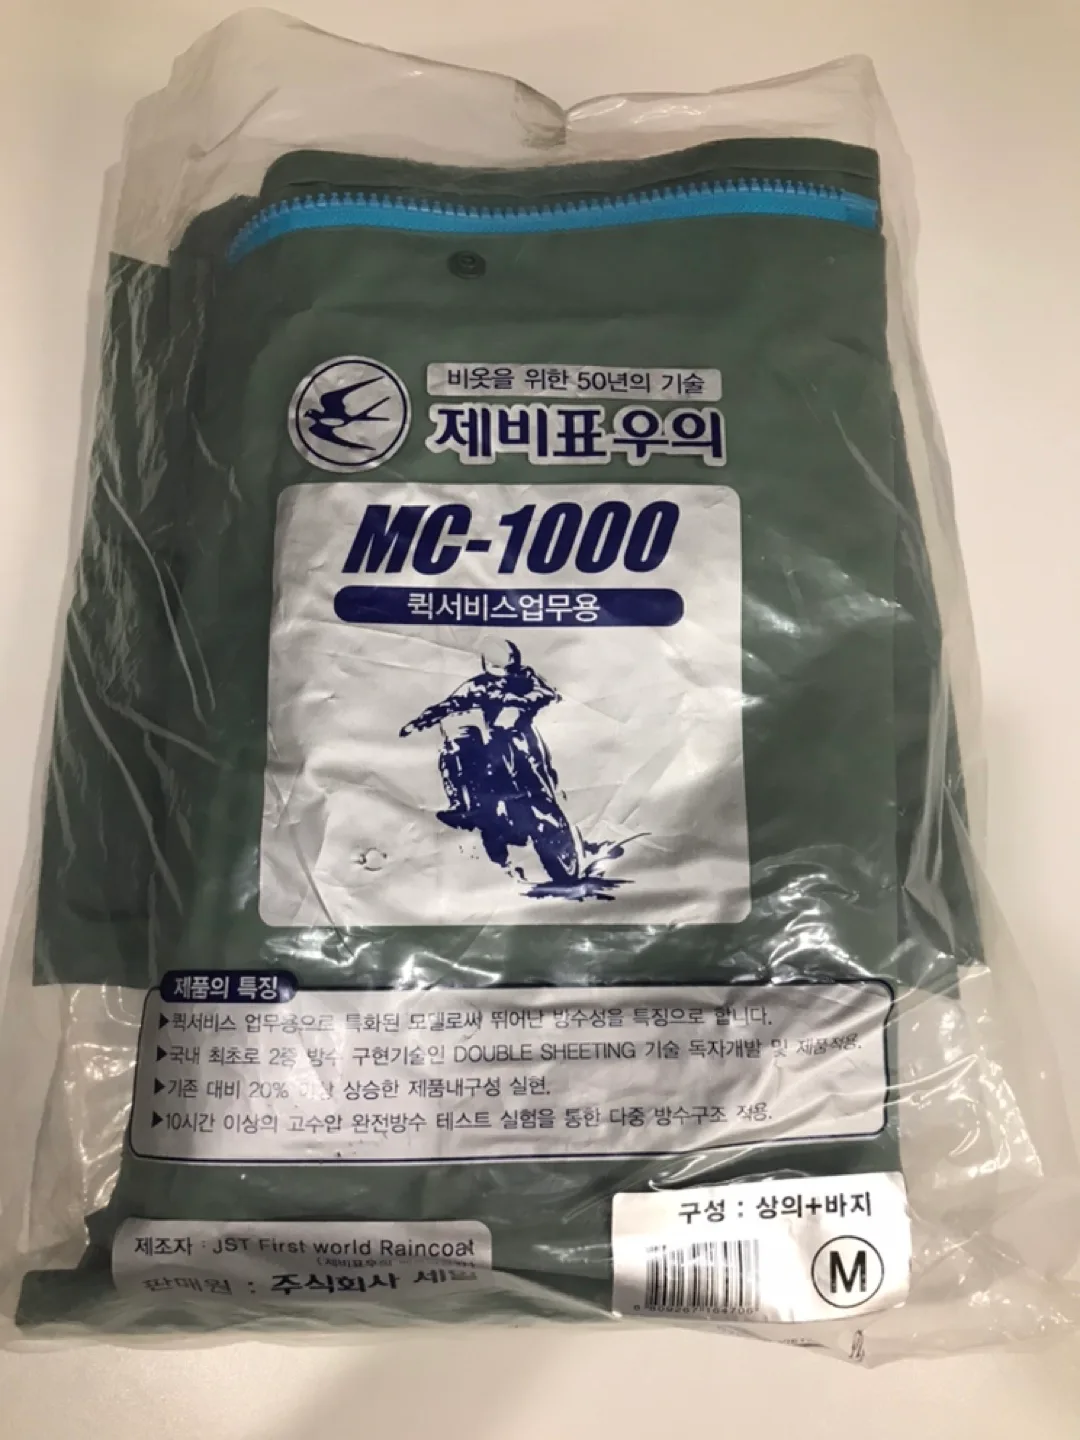 비옷을 위한 50년의 기술
제비표우의
MC-1000
퀵서비스업무용
제품의 특징
▶퀵서비스 업무용으로 특화된 모델로써 뛰어난 방수성을 특징으로 합니다.
▶국내 최초로 2중 방수 구현기술인 DOUBLE SHEETING 기술 독자개발 및 제품적용.
▶기존 대비 20% 이상 상승한 제품내구성 실현.
▶10시간 이상의 고수압 완전방수 테스트 실험을 통한 다중 방수구조 적용.
구성 : 상의+바지
M
제조자 : JST First world Raincoat
(제비표우의
판매원 : 주식회사 세일